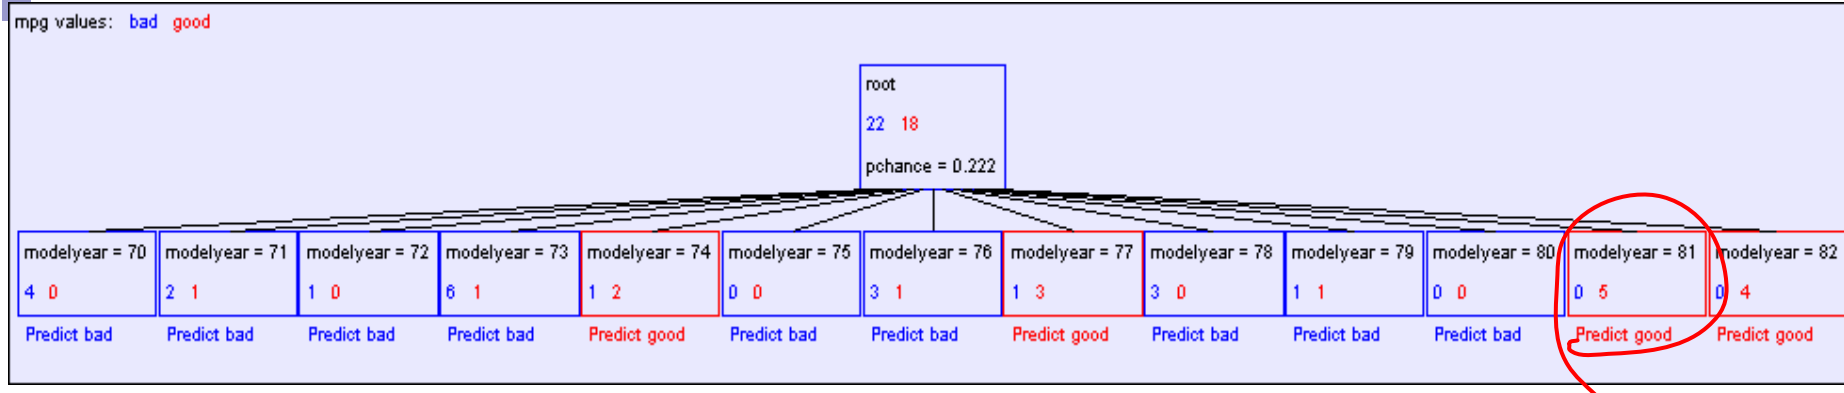 mpg values: bad good
root
22 18
pchance = 0.222
modelyear = 70 modelyear = 71 modelyear = 72 modelyear = 73 modelyear = 74 modelyear = 75 modelyear = 76 modelyear = 77 modelyear = 78 modelyear = 79 modelyear = 80 modelyear = 81 modelyear = 82
4 0 2 1 1 0 6 1 1 2 0 0 3 1 1 3 3 0 1 1 0 0 0 5 0 4
Predict bad Predict bad Predict bad Predict bad Predict good Predict bad Predict bad Predict good Predict bad Predict bad Predict bad Predict good Predict good